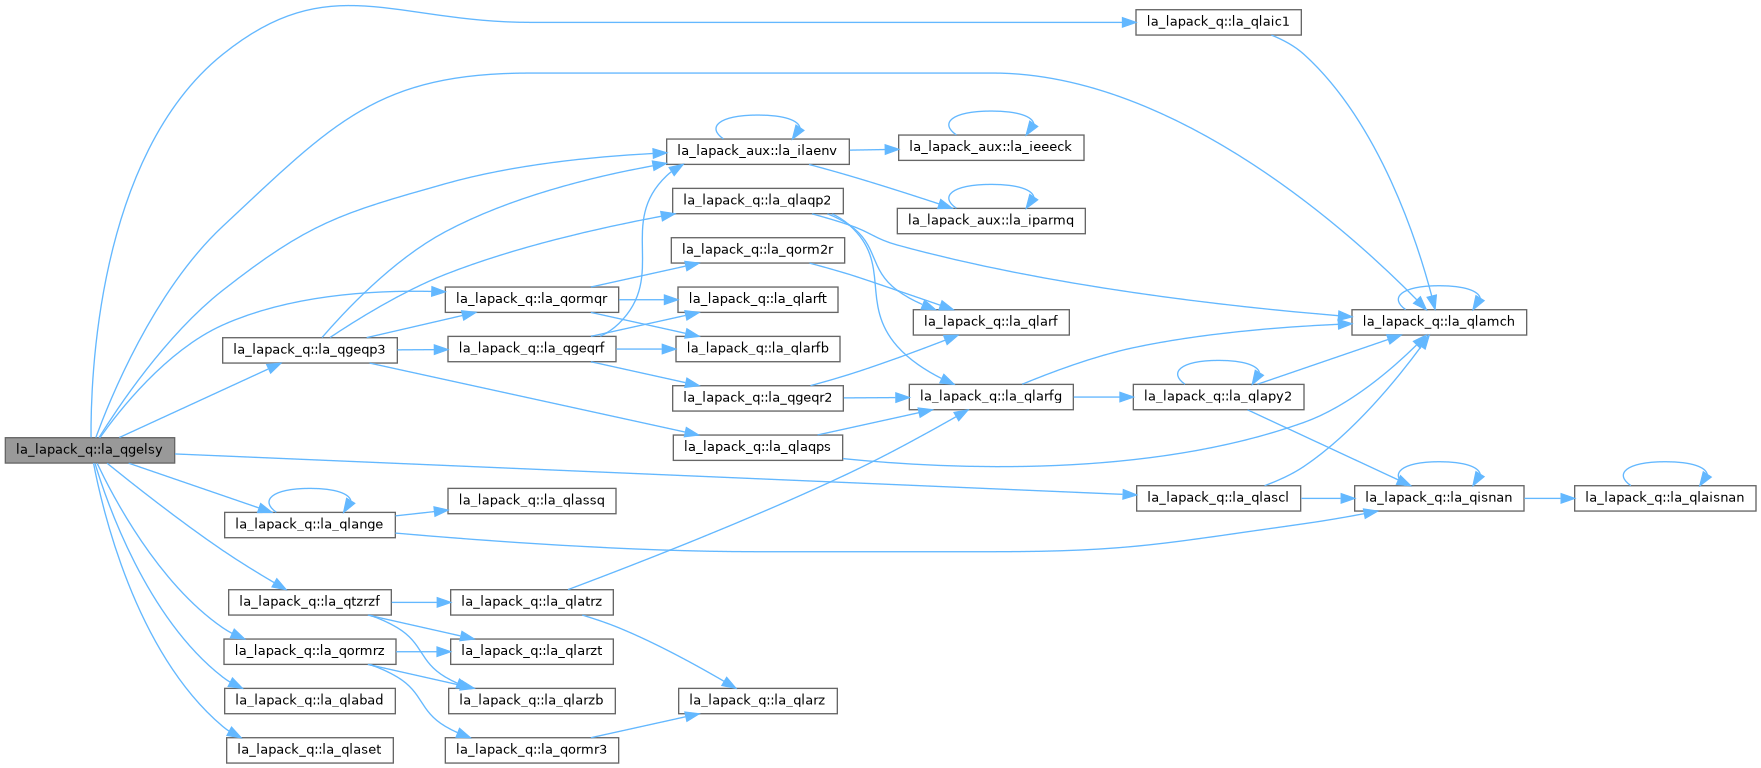 la_lapack_q::la_qlaic1
la_lapack_aux::la_ilaenv
la_lapack_aux::la_ieeeck
la_lapack_q::la_qlaqp2
la_lapack_aux::la_iparmq
la_lapack_q::la_qorm2r
la_lapack_q::la_qormqr
la_lapack_q::la_qlarft
la_lapack_q::la_qlarf
la_lapack_q::la_qlamch
la_lapack_q::la_qgeqp3
la_lapack_q::la_qgeqrf
la_lapack_q::la_qlarfb
la_lapack_q::la_qgeqr2
la_lapack_q::la_qlarfg
la_lapack_q::la_qlapy2
la_lapack_q::la_qgelsy
la_lapack_q::la_qlaqps
la_lapack_q::la_qlassq
la_lapack_q::la_qlascl
la_lapack_q::la_qisnan
la_lapack_q::la_qlaisnan
la_lapack_q::la_qlange
la_lapack_q::la_qtzrzf
la_lapack_q::la_qlatrz
la_lapack_q::la_qormrz
la_lapack_q::la_qlarzt
la_lapack_q::la_qlabad
la_lapack_q::la_qlarzb
la_lapack_q::la_qlarz
la_lapack_q::la_qlaset
la_lapack_q::la_qormr3